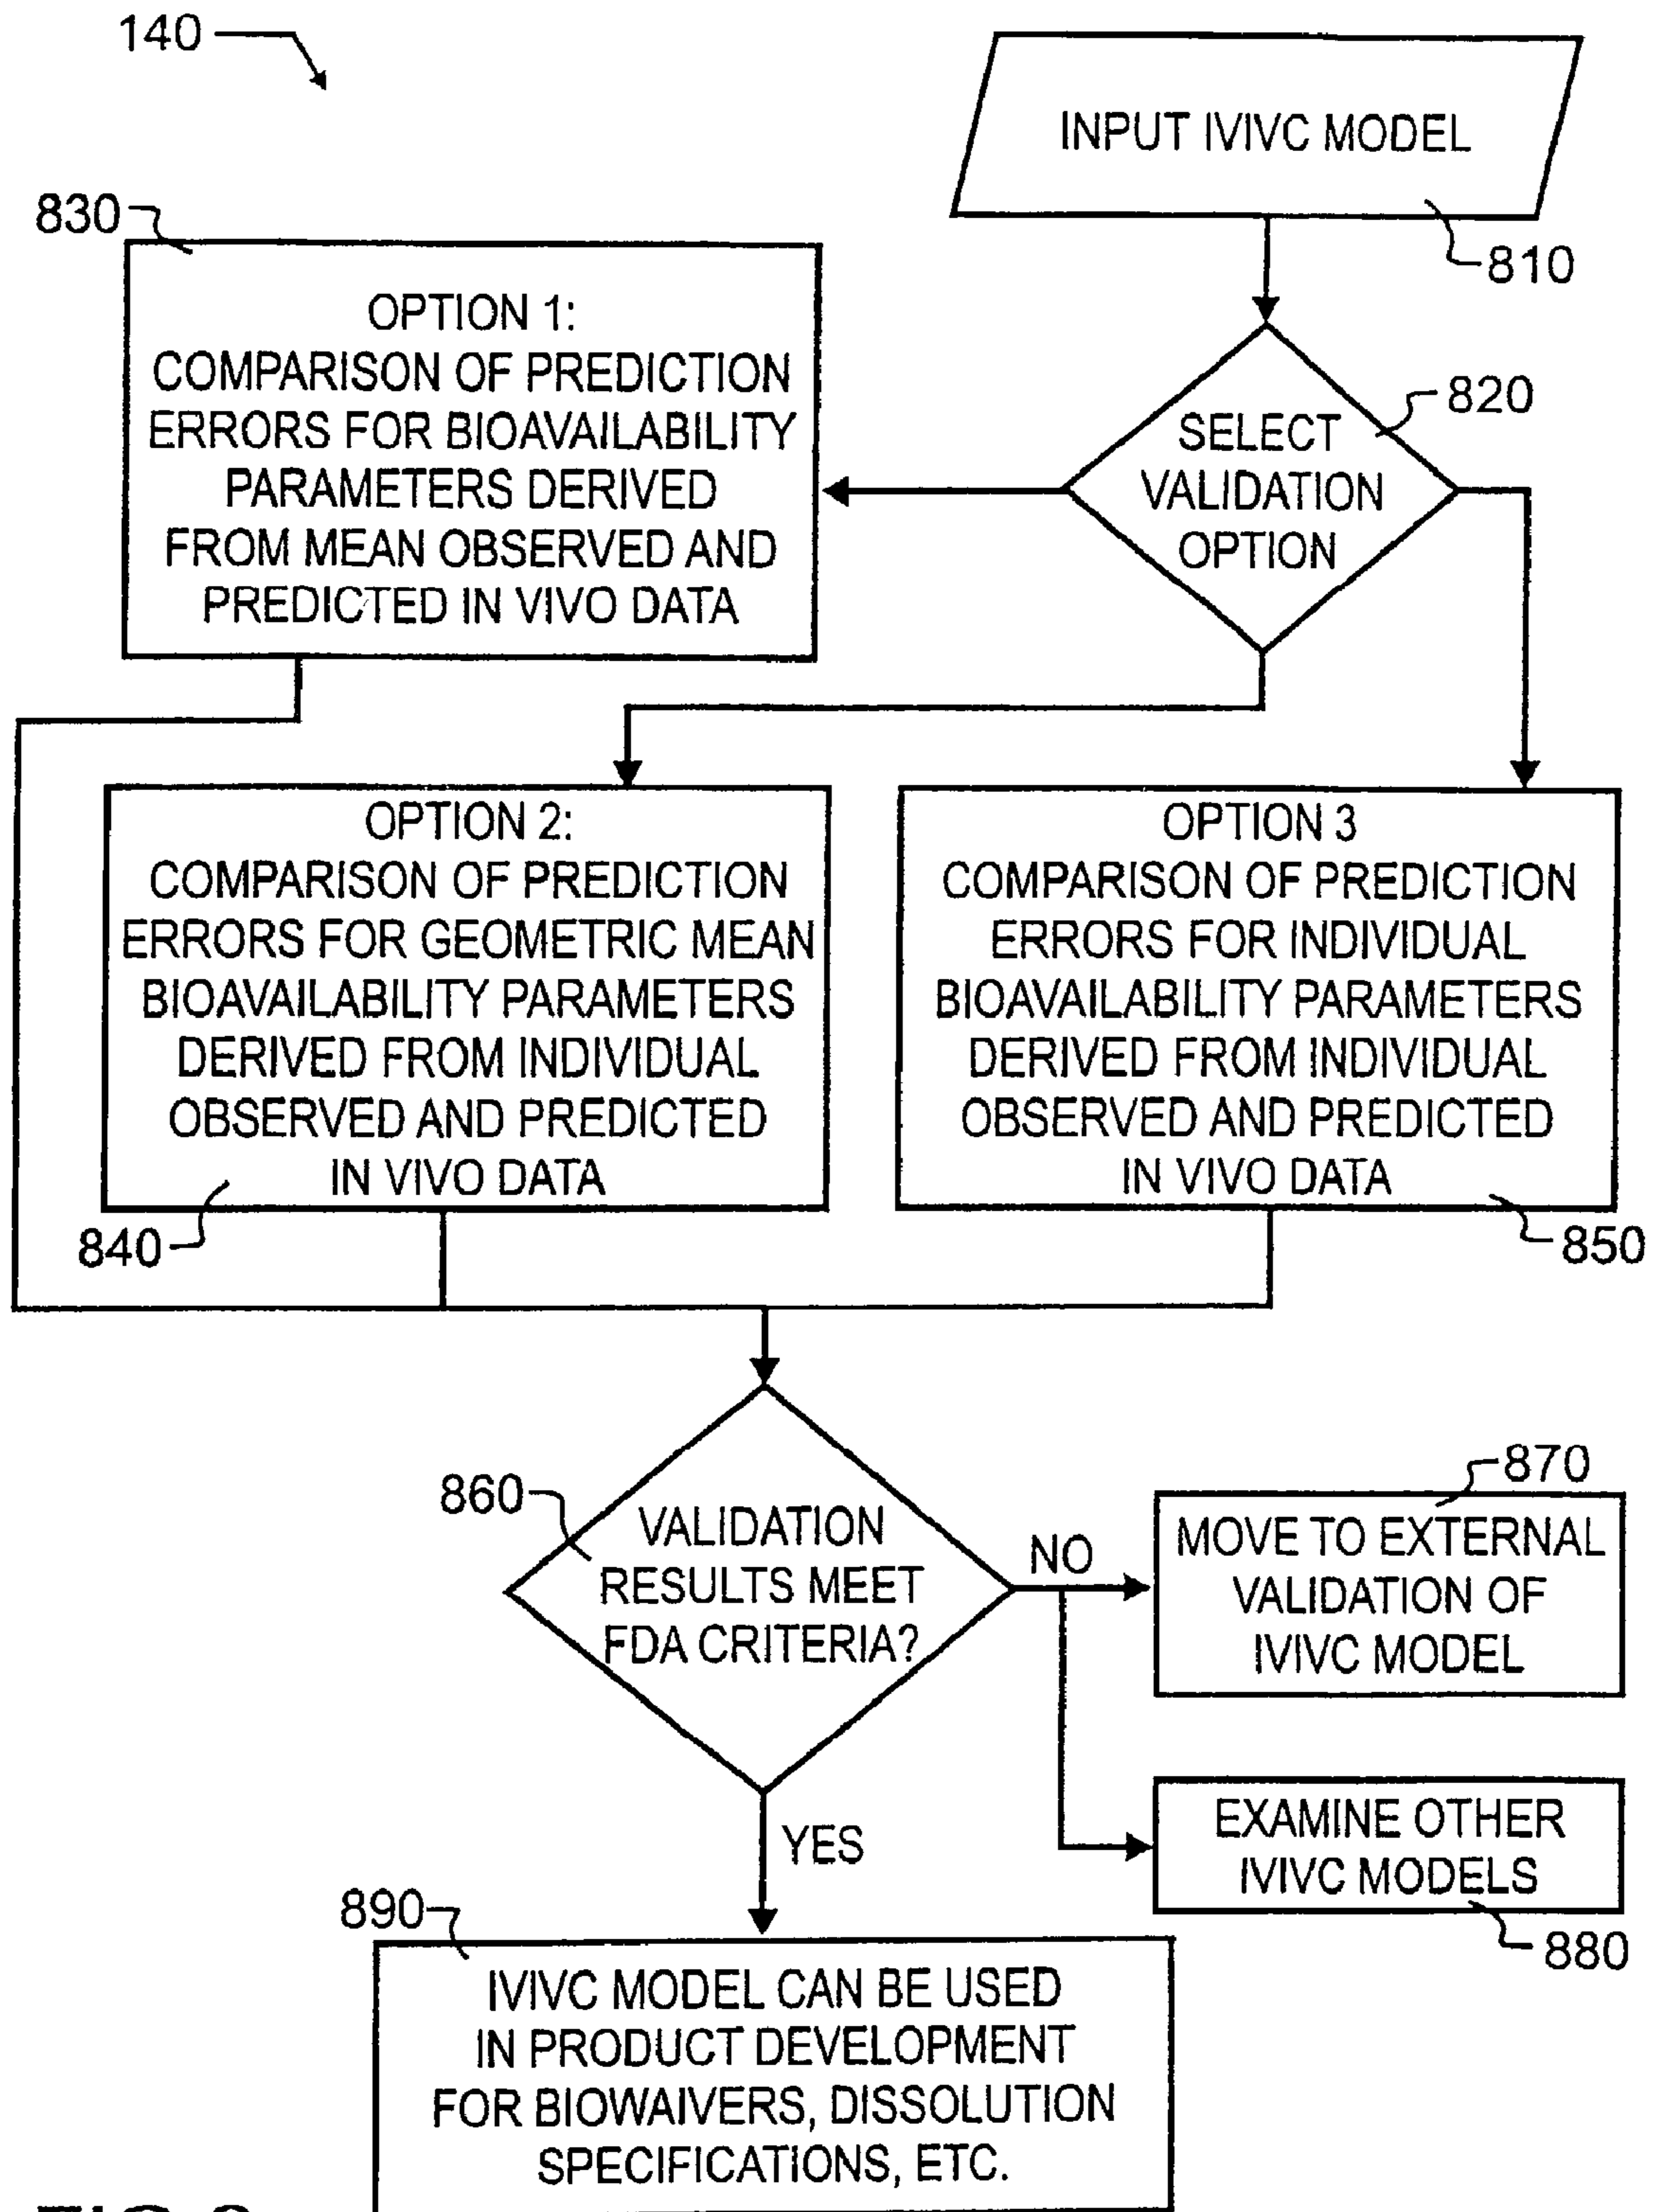 140
INPUT IVIVC MODEL
810
830
OPTION 1:
COMPARISON OF PREDICTION
ERRORS FOR BIOAVAILABILITY
PARAMETERS DERIVED
FROM MEAN OBSERVED AND
PREDICTED IN VIVO DATA
820
SELECT
VALIDATION
OPTION
OPTION 2:
COMPARISON OF PREDICTION
ERRORS FOR GEOMETRIC MEAN
BIOAVAILABILITY PARAMETERS
DERIVED FROM INDIVIDUAL
OBSERVED AND PREDICTED
IN VIVO DATA
840
OPTION 3
COMPARISON OF PREDICTION
ERRORS FOR INDIVIDUAL
BIOAVAILABILITY PARAMETERS
DERIVED FROM INDIVIDUAL
OBSERVED AND PREDICTED
IN VIVO DATA
850
860
VALIDATION
RESULTS MEET
FDA CRITERIA?
NO
870
MOVE TO EXTERNAL
VALIDATION OF
IVIVC MODEL
EXAMINE OTHER
IVIVC MODELS
880
YES
890
IVIVC MODEL CAN BE USED
IN PRODUCT DEVELOPMENT
FOR BIOWAIVERS, DISSOLUTION
SPECIFICATIONS, ETC.